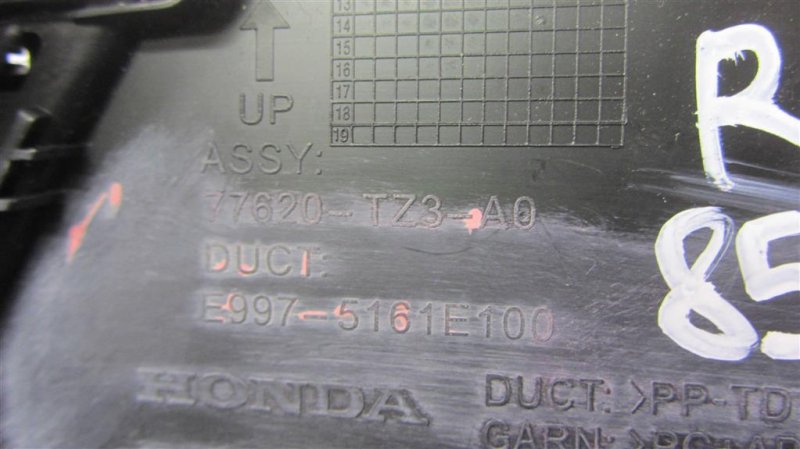 13
14
15
16
17
18
19
UP
ASSY:
77620-TZ3-A0
DUCT:
E997-5161E100
HONDA
DUCT: >PP-TD
GARN:
R
85